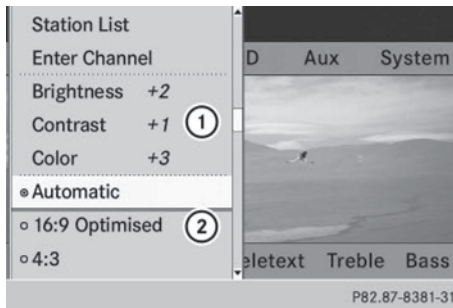 Station List
Enter Channel
D Aux System
Brightness +2
Contrast +1
1
Color +3
Automatic
16:9 Optimised
2
4:3
eletext Treble Bass
P82.87-8381-31